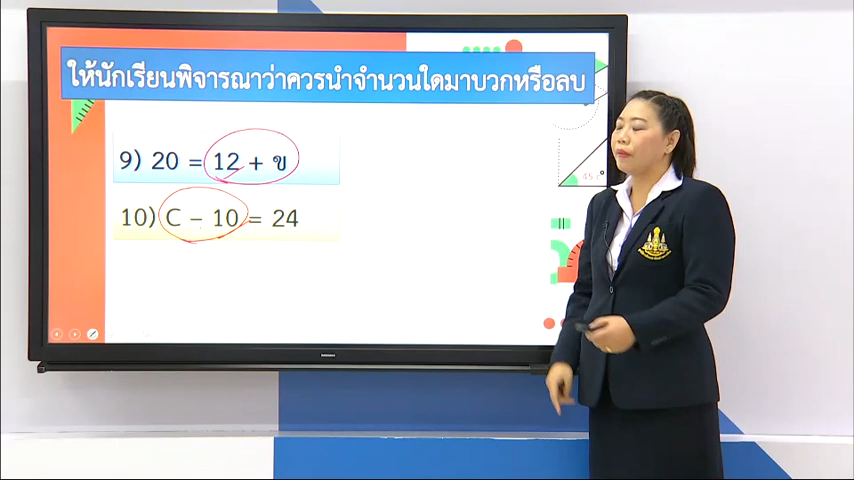 ให้นักเรียนพิจารณาว่าควรนำจำนวนใดมาบวกหรือลบ
9) 20 = 12 + ข
10) C − 10 = 24
45°